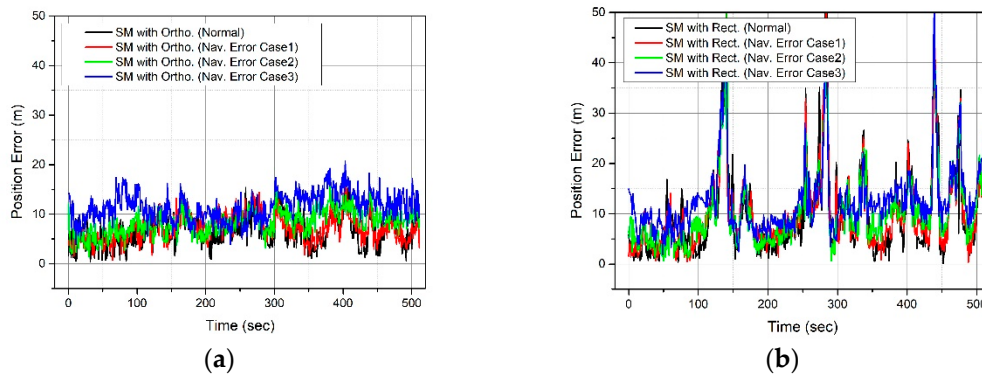 50
40
30
20
10
0
Position Error (m)
SM with Ortho. (Normal)
SM with Ortho. (Nav. Error Case1)
SM with Ortho. (Nav. Error Case2)
SM with Ortho. (Nav. Error Case3)
0 100 200 300 400 500
Time (sec)
(a)
50
40
30
20
10
0
Position Error (m)
SM with Rect. (Normal)
SM with Rect. (Nav. Error Case1)
SM with Rect. (Nav. Error Case2)
SM with Rect. (Nav. Error Case3)
0 100 200 300 400 500
Time (sec)
(b)